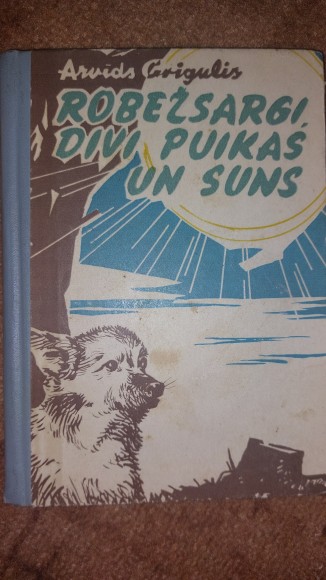 Arvīds Grigulis
ROBEŽSARGI,
DIVI PUIKAS
UN SUNS